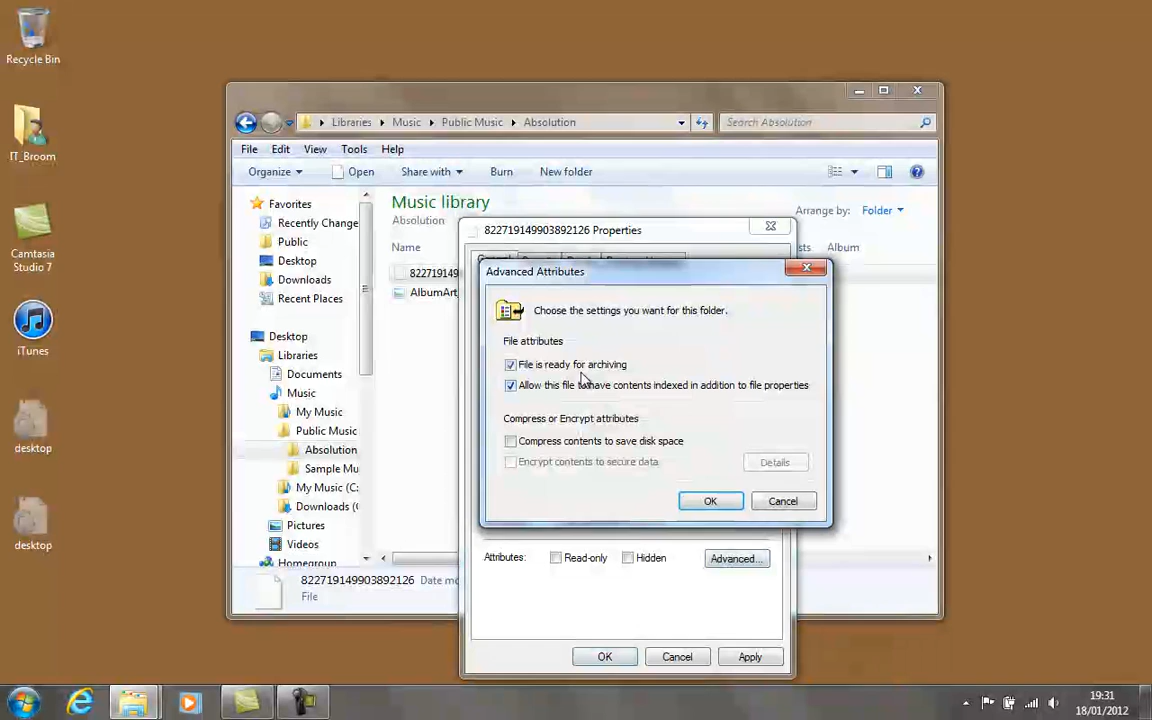 Recycle Bin
IT_Broom
Camtasia
Studio 7
iTunes
desktop
desktop
Libraries
Music
Public Music
Absolution
Search Absolution
File
Edit
View
Tools
Help
Organize
Open
Share with
Burn
New folder
Favorites
Recently Change
Public
Desktop
Downloads
Recent Places
Desktop
Libraries
Documents
Music
My Music
Public Music
Absolution
Sample Mu
My Music (C:
Downloads (
Pictures
Videos
Homegroup
Music library
Absolution
Arrange by:
Folder
Name
Album
82271914
AlbumArt
822719149903892126 Properties
Advanced Attributes
Choose the settings you want for this folder.
File attributes
File is ready for archiving
Allow this file to have contents indexed in addition to file properties
Compress or Encrypt attributes
Compress contents to save disk space
Encrypt contents to secure data
Details
OK
Cancel
Attributes:
Read-only
Hidden
Advanced...
OK
Cancel
Apply
822719149903892126
Date mo
File
19:31
18/01/2012